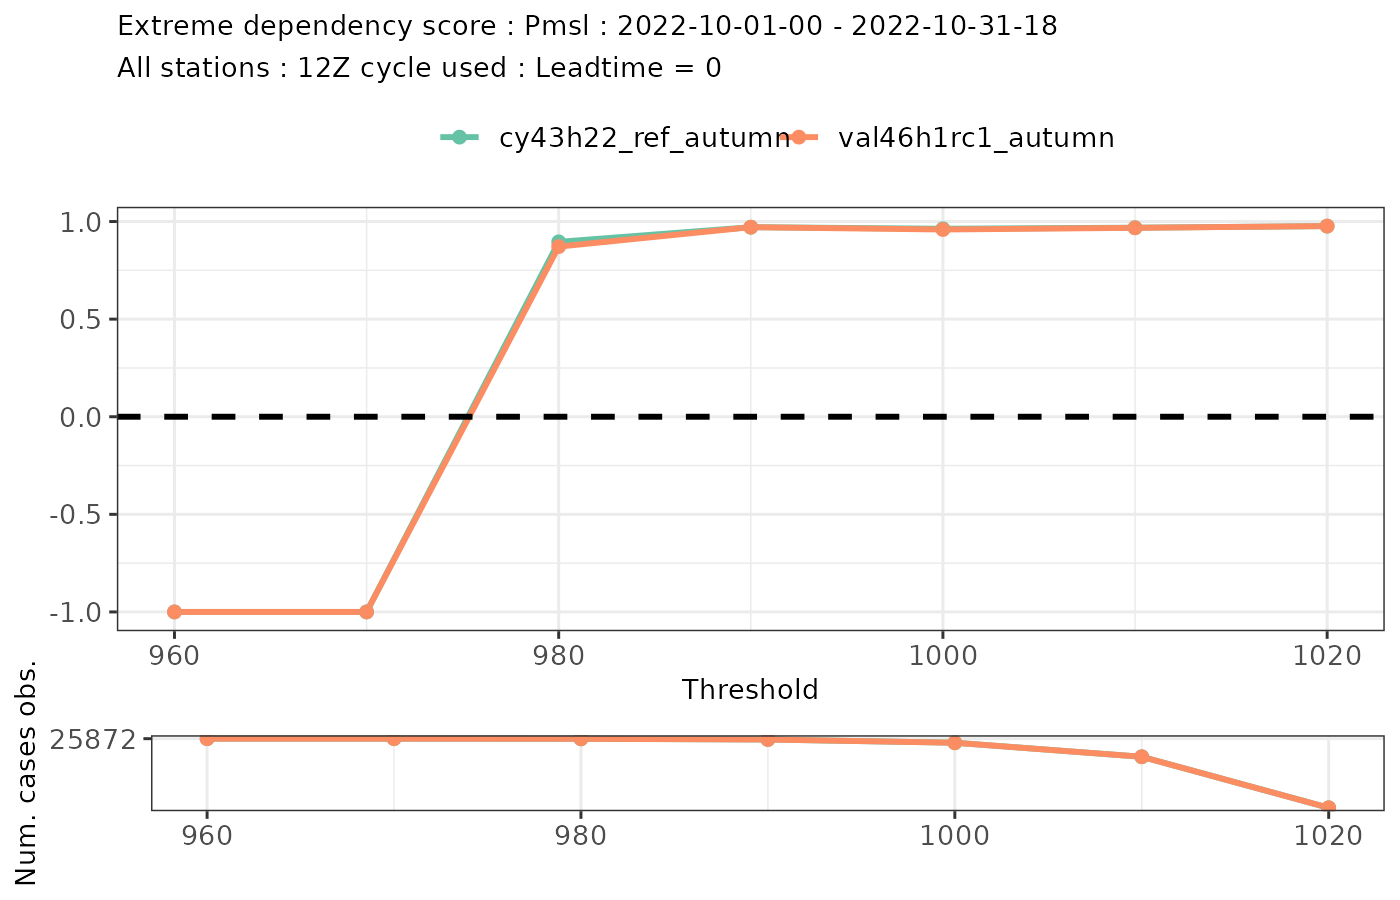 Extreme dependency score : Pmsl : 2022-10-01-00 - 2022-10-31-18
All stations : 12Z cycle used : Leadtime = 0
cy43h22_ref_autumn val46h1rc1_autumn
1.0
0.5
0.0
-0.5
-1.0
960 980 1000 1020
Threshold
Num. cases obs.
25872
960 980 1000 1020